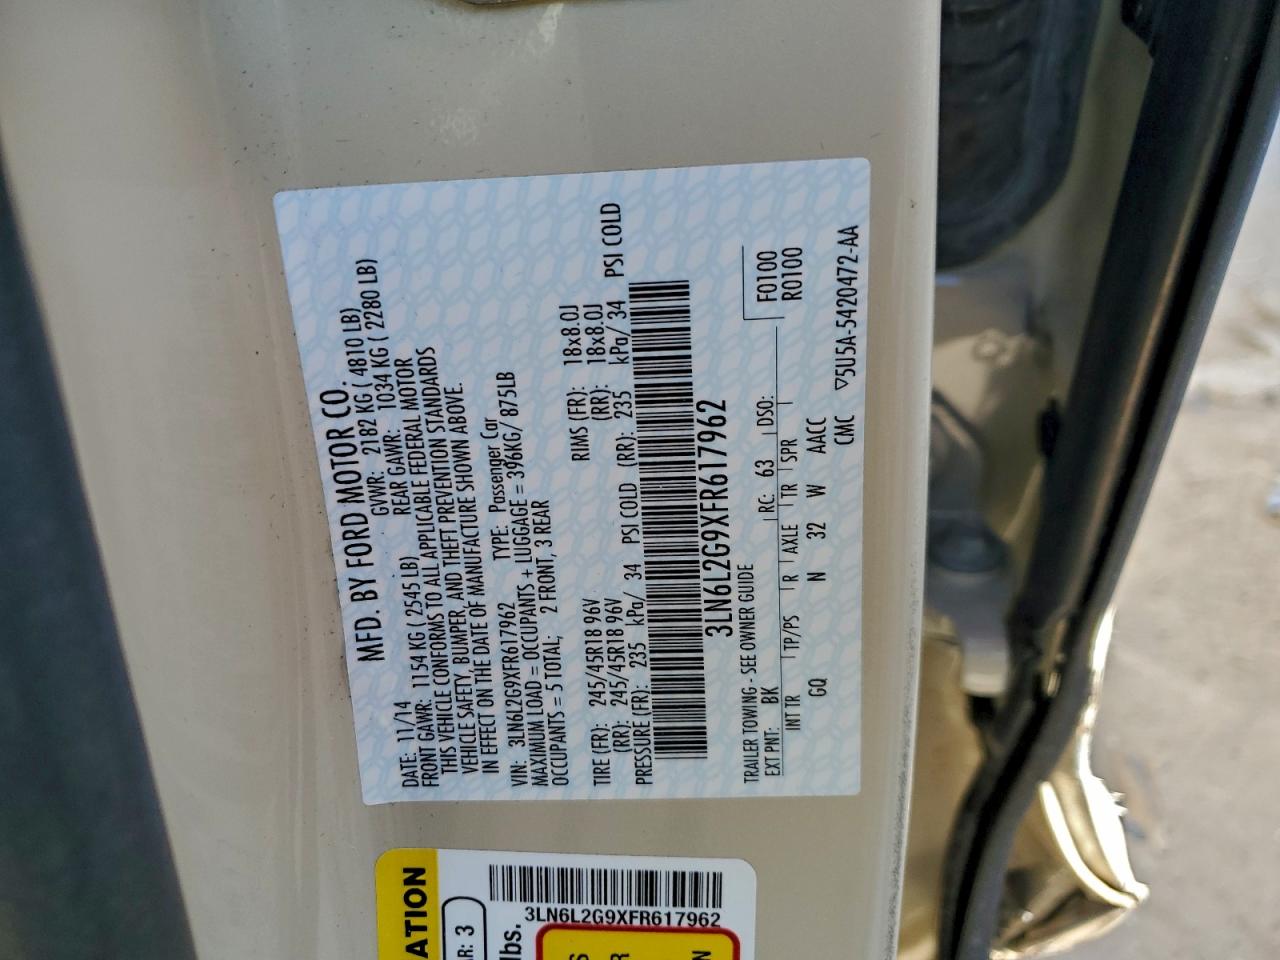 MFD. BY FORD MOTOR CO.
DATE: 11/14 GVWR: 2182 KG ( 4810 LB)
FRONT GAWR: 1154 KG ( 2545 LB) REAR GAWR: 1034 KG ( 2280 LB)
THIS VEHICLE CONFORMS TO ALL APPLICABLE FEDERAL MOTOR
VEHICLE SAFETY, BUMPER, AND THEFT PREVENTION STANDARDS
IN EFFECT ON THE DATE OF MANUFACTURE SHOWN ABOVE.
VIN: 3LN6L2G9XFR617962 TYPE: Passenger Car
MAXIMUM LOAD = OCCUPANTS + LUGGAGE = 396KG/ 875LB
OCCUPANTS = 5 TOTAL; 2 FRONT, 3 REAR
TIRE (FR): 245/45R18 96V RIMS (FR): 18x8.0J
(RR): 245/45R18 96V (RR): 18x8.0J
PRESSURE (FR): 235 kPa/ 34 PSI COLD (RR): 235 kPa/ 34 PSI COLD
3LN6L2G9XFR617962
TRAILER TOWING - SEE OWNER GUIDE
EXT PNT: BK RC: 63 DSO: F0100
R0100
INT TR TP/PS R AXLE TR SPR
GQ N 32 W AACC
CMC ▽5U5A-5420472-AA
ATION
AR: 3
3LN6L2G9XFR617962
lbs.
S
R
N